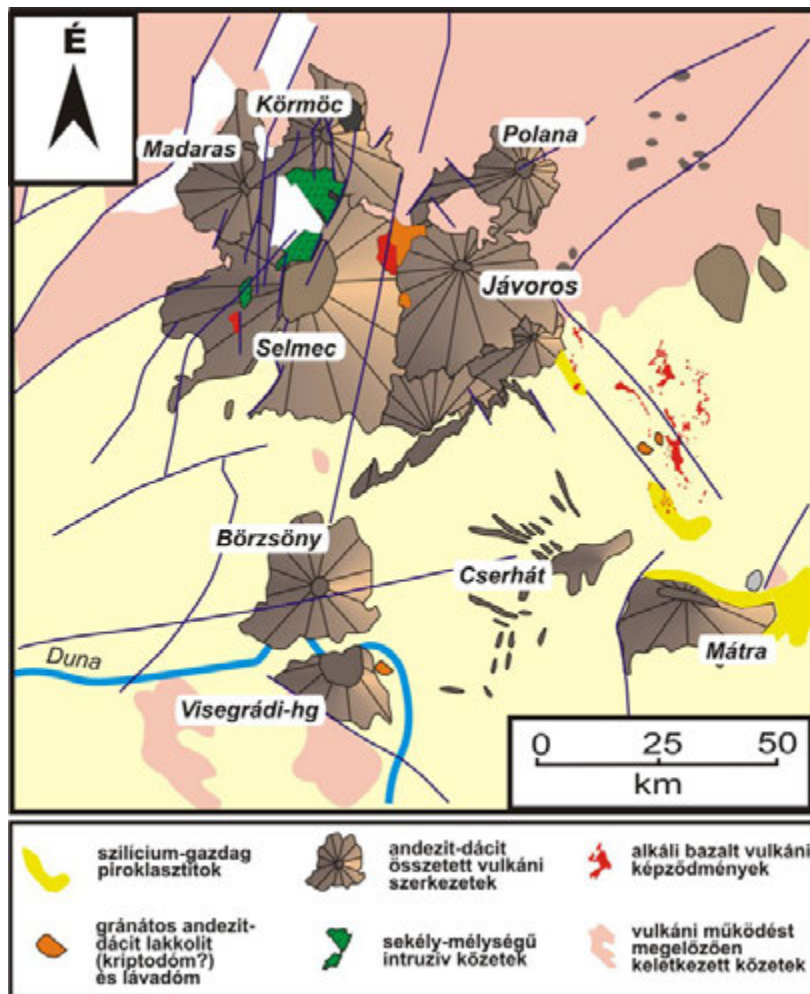 É
Körmöc
Madaras
Polana
Jávoros
Selmec
Börzsöny
Cserhát
Duna
Mátra
Visegrádi-hg
0 25 50
km
szilícium-gazdag
piroklasztitok
andezit-dácit
összetett vulkáni
szerkezetek
alkáli bazalt vulkáni
képződmények
gránátos andezit-
dácit lakkolit
(kriptodóm?)
és lávadóm
sekély-mélységű
intruzív kőzetek
vulkáni működést
megelőzően
keletkezett kőzetek